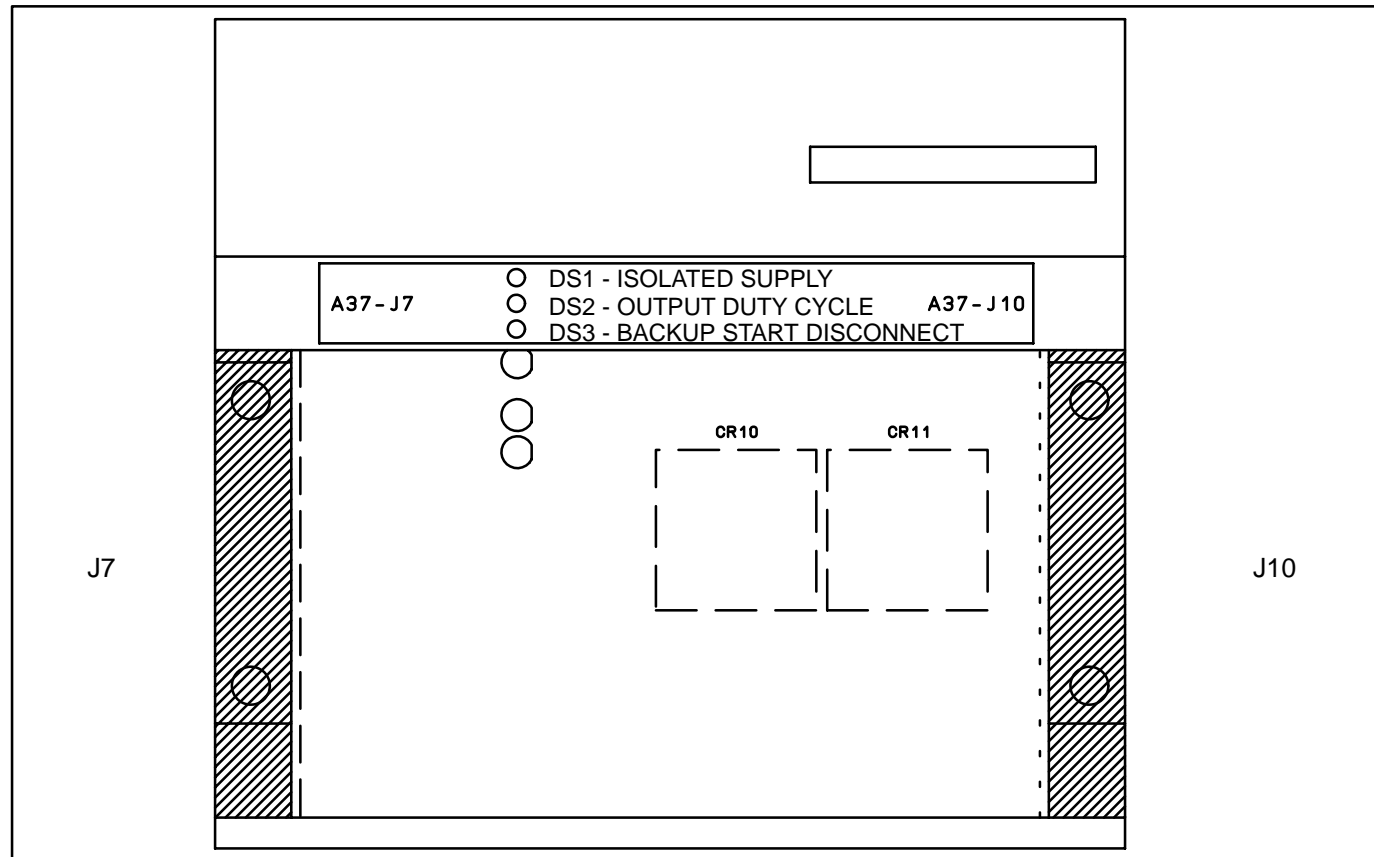 DS1 - ISOLATED SUPPLY
A37-J7 DS2 - OUTPUT DUTY CYCLE A37-J10
DS3 - BACKUP START DISCONNECT
CR10 CR11
J7 J10